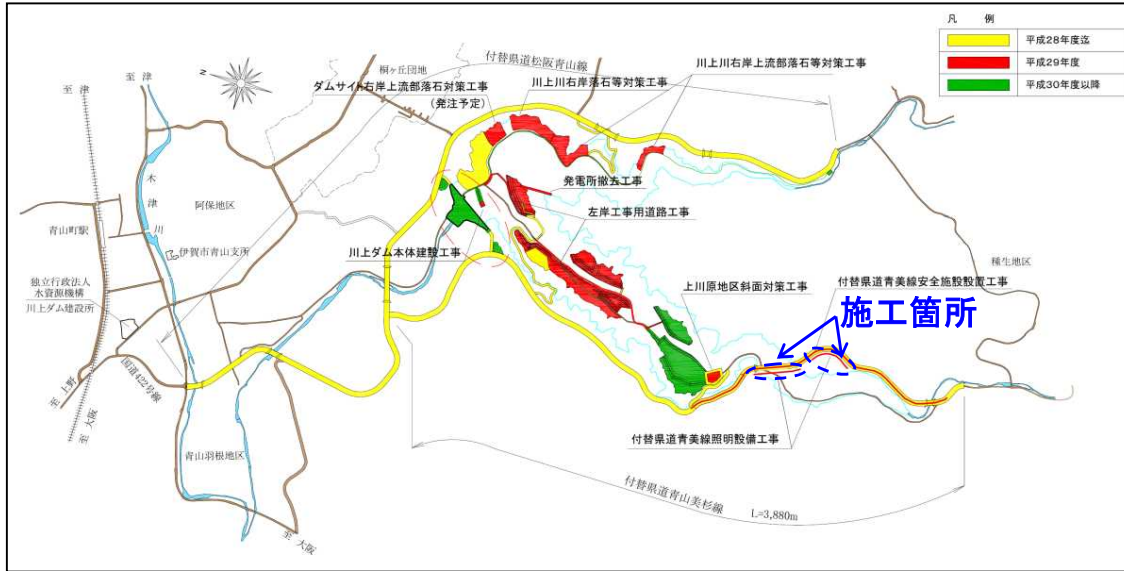 凡 例
平成28年度迄
平成29年度
平成30年度以降
付替県道松阪青山線
桐ヶ丘団地
川上川右岸上流部落石等対策工事
ダムサイト右岸上流部落石対策工事
(発注予定)
川上川右岸落石等対策工事
至 津
至 津
N
木津川
阿保地区
青山町駅
伊賀市青山支所
独立行政法人
水資源機構
川上ダム建設所
国道422号線
至 上野
至 大阪
青山羽根地区
至 大阪
発電所撤去工事
左岸工事用道路工事
川上ダム本体建設工事
上川原地区斜面対策工事
種生地区
付替県道青美線安全施設設置工事
施工箇所
付替県道青美線照明設備工事
付替県道青山美杉線
L=3,880m